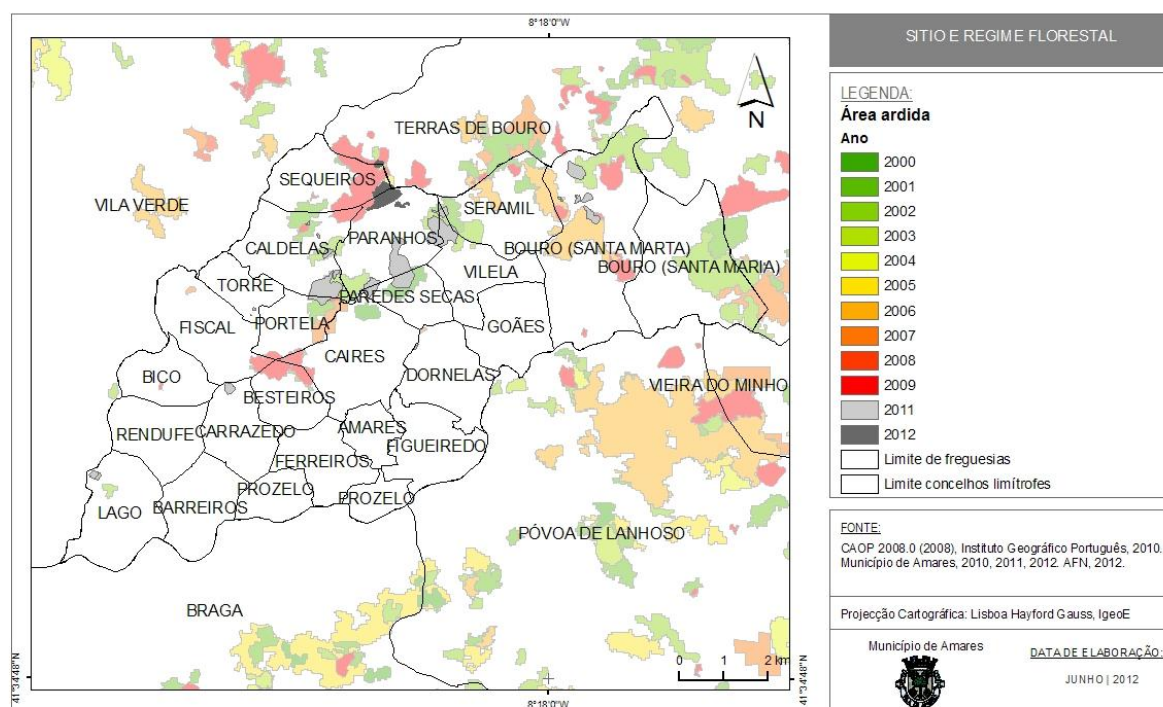 8°18'0"W
TERRAS DE BOURO
SEQUEIROS
VILA VERDE
SERAMIL
PARANHOS
CALDELAS
BOURO (SANTA MARTA)
BOURO (SANTA MARIA)
VILELA
TORRE
PAREDES SECAS
FISCAL
PORTELA
GOÃES
CAIRES
BICO
DORNELAS
VIEIRA DO MINHO
BESTEIROS
RENDUFE
CARRAZEDO
AMARES
FIGUEIREDO
FERREIROS
PROZELO
PROZELO
LAGO
BARREIROS
PÓVOA DE LANHOSO
BRAGA
N
0 1 2 km
41°34'48"N
41°34'48"N
8°18'0"W
SITIO E REGIME FLORESTAL
LEGENDA:
Área ardida
Ano
2000
2001
2002
2003
2004
2005
2006
2007
2008
2009
2011
2012
Limite de freguesias
Limite concelhos limítrofes
FONTE:
CAOP 2008.0 (2008), Instituto Geográfico Português, 2010.
Município de Amares, 2010, 2011, 2012. AFN, 2012.
Projecção Cartográfica: Lisboa Hayford Gauss, IgeoE
Município de Amares
DATA DE ELABORAÇÃO:
JUNHO | 2012